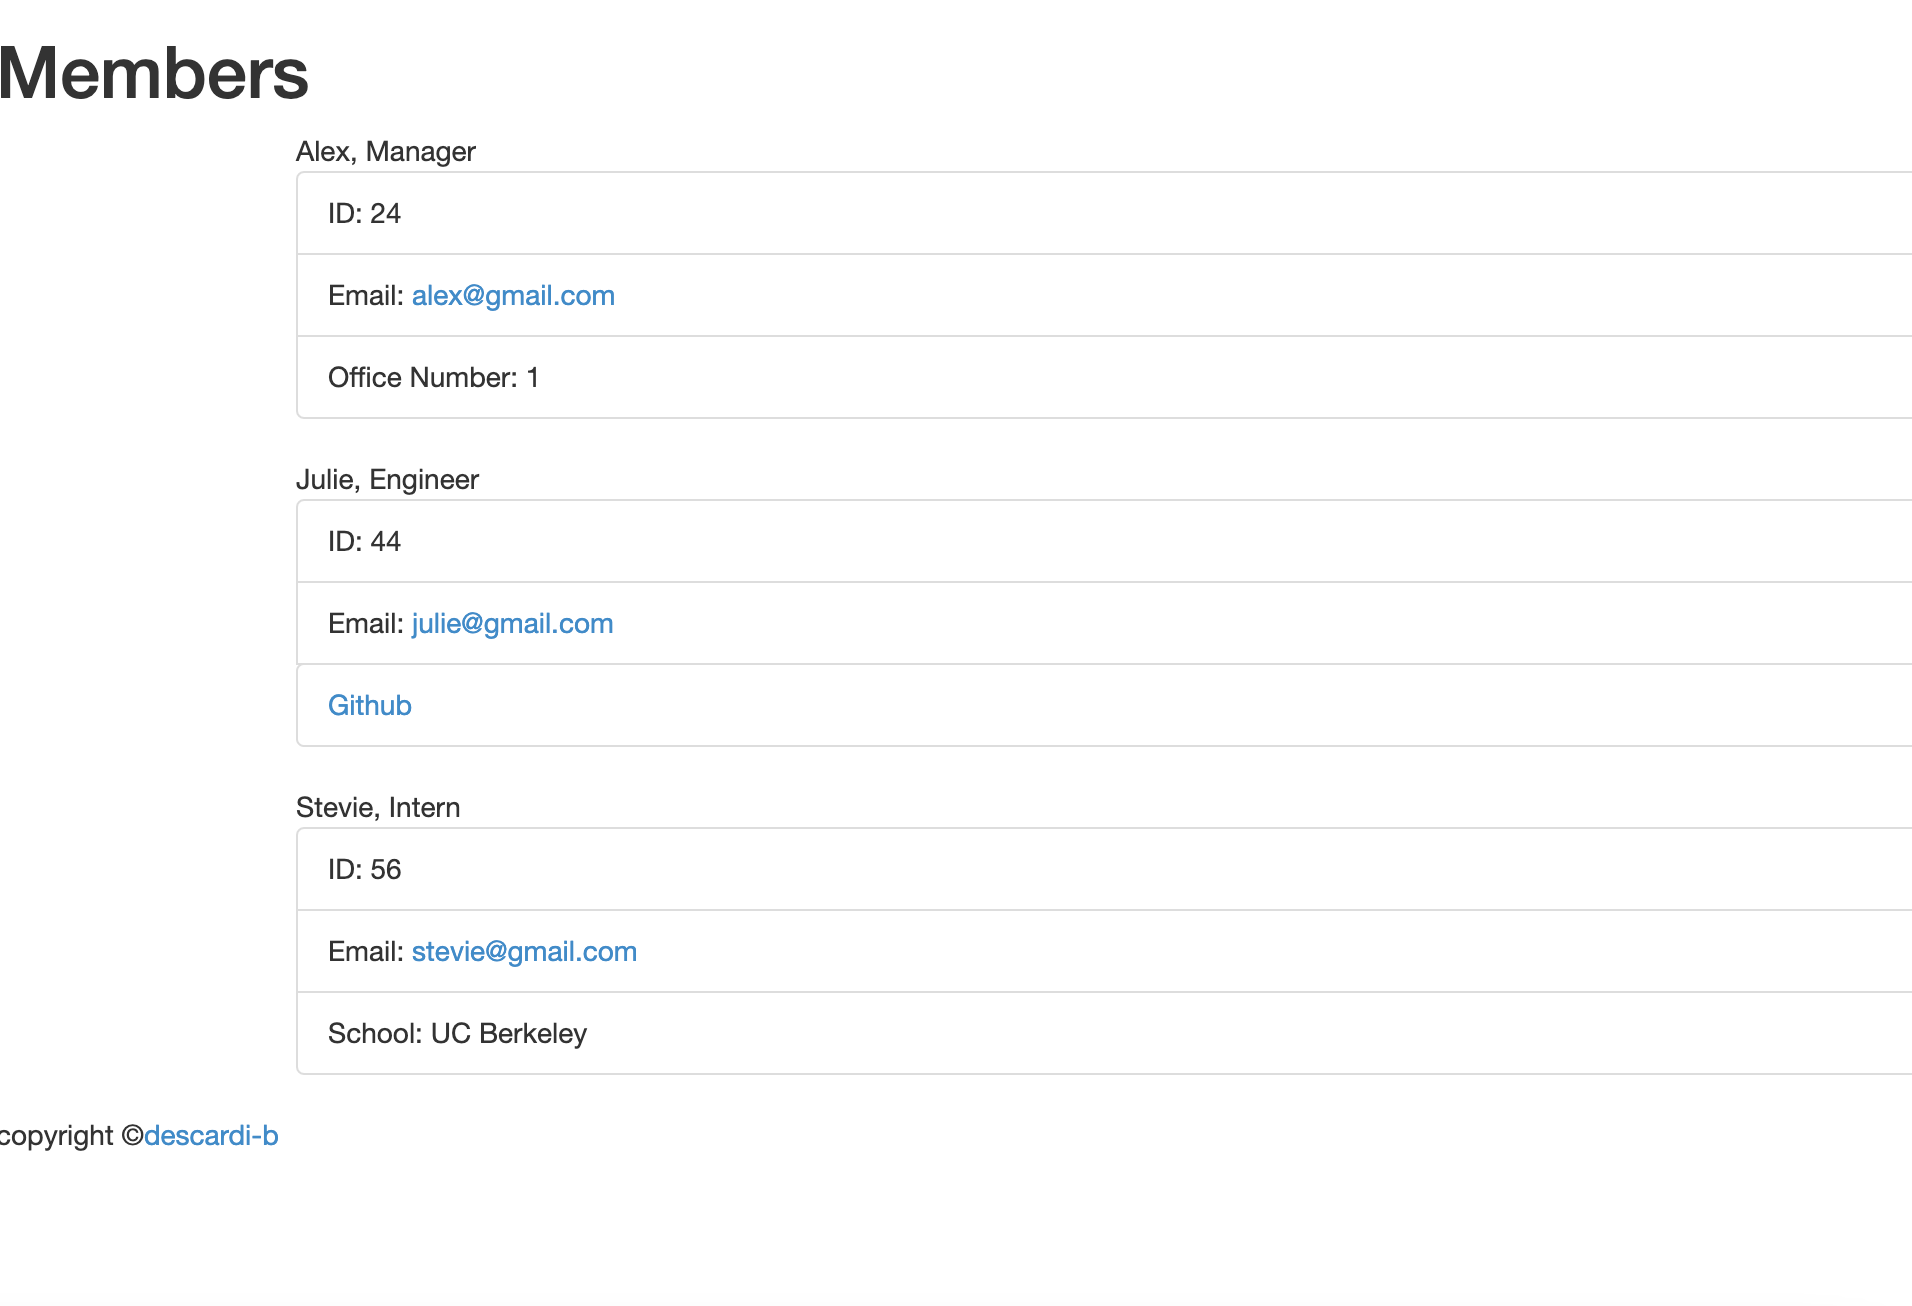 Members
Alex, Manager
ID: 24
Email: alex@gmail.com
Office Number: 1
Julie, Engineer
ID: 44
Email: julie@gmail.com
Github
Stevie, Intern
ID: 56
Email: stevie@gmail.com
School: UC Berkeley
copyright ©descardi-b